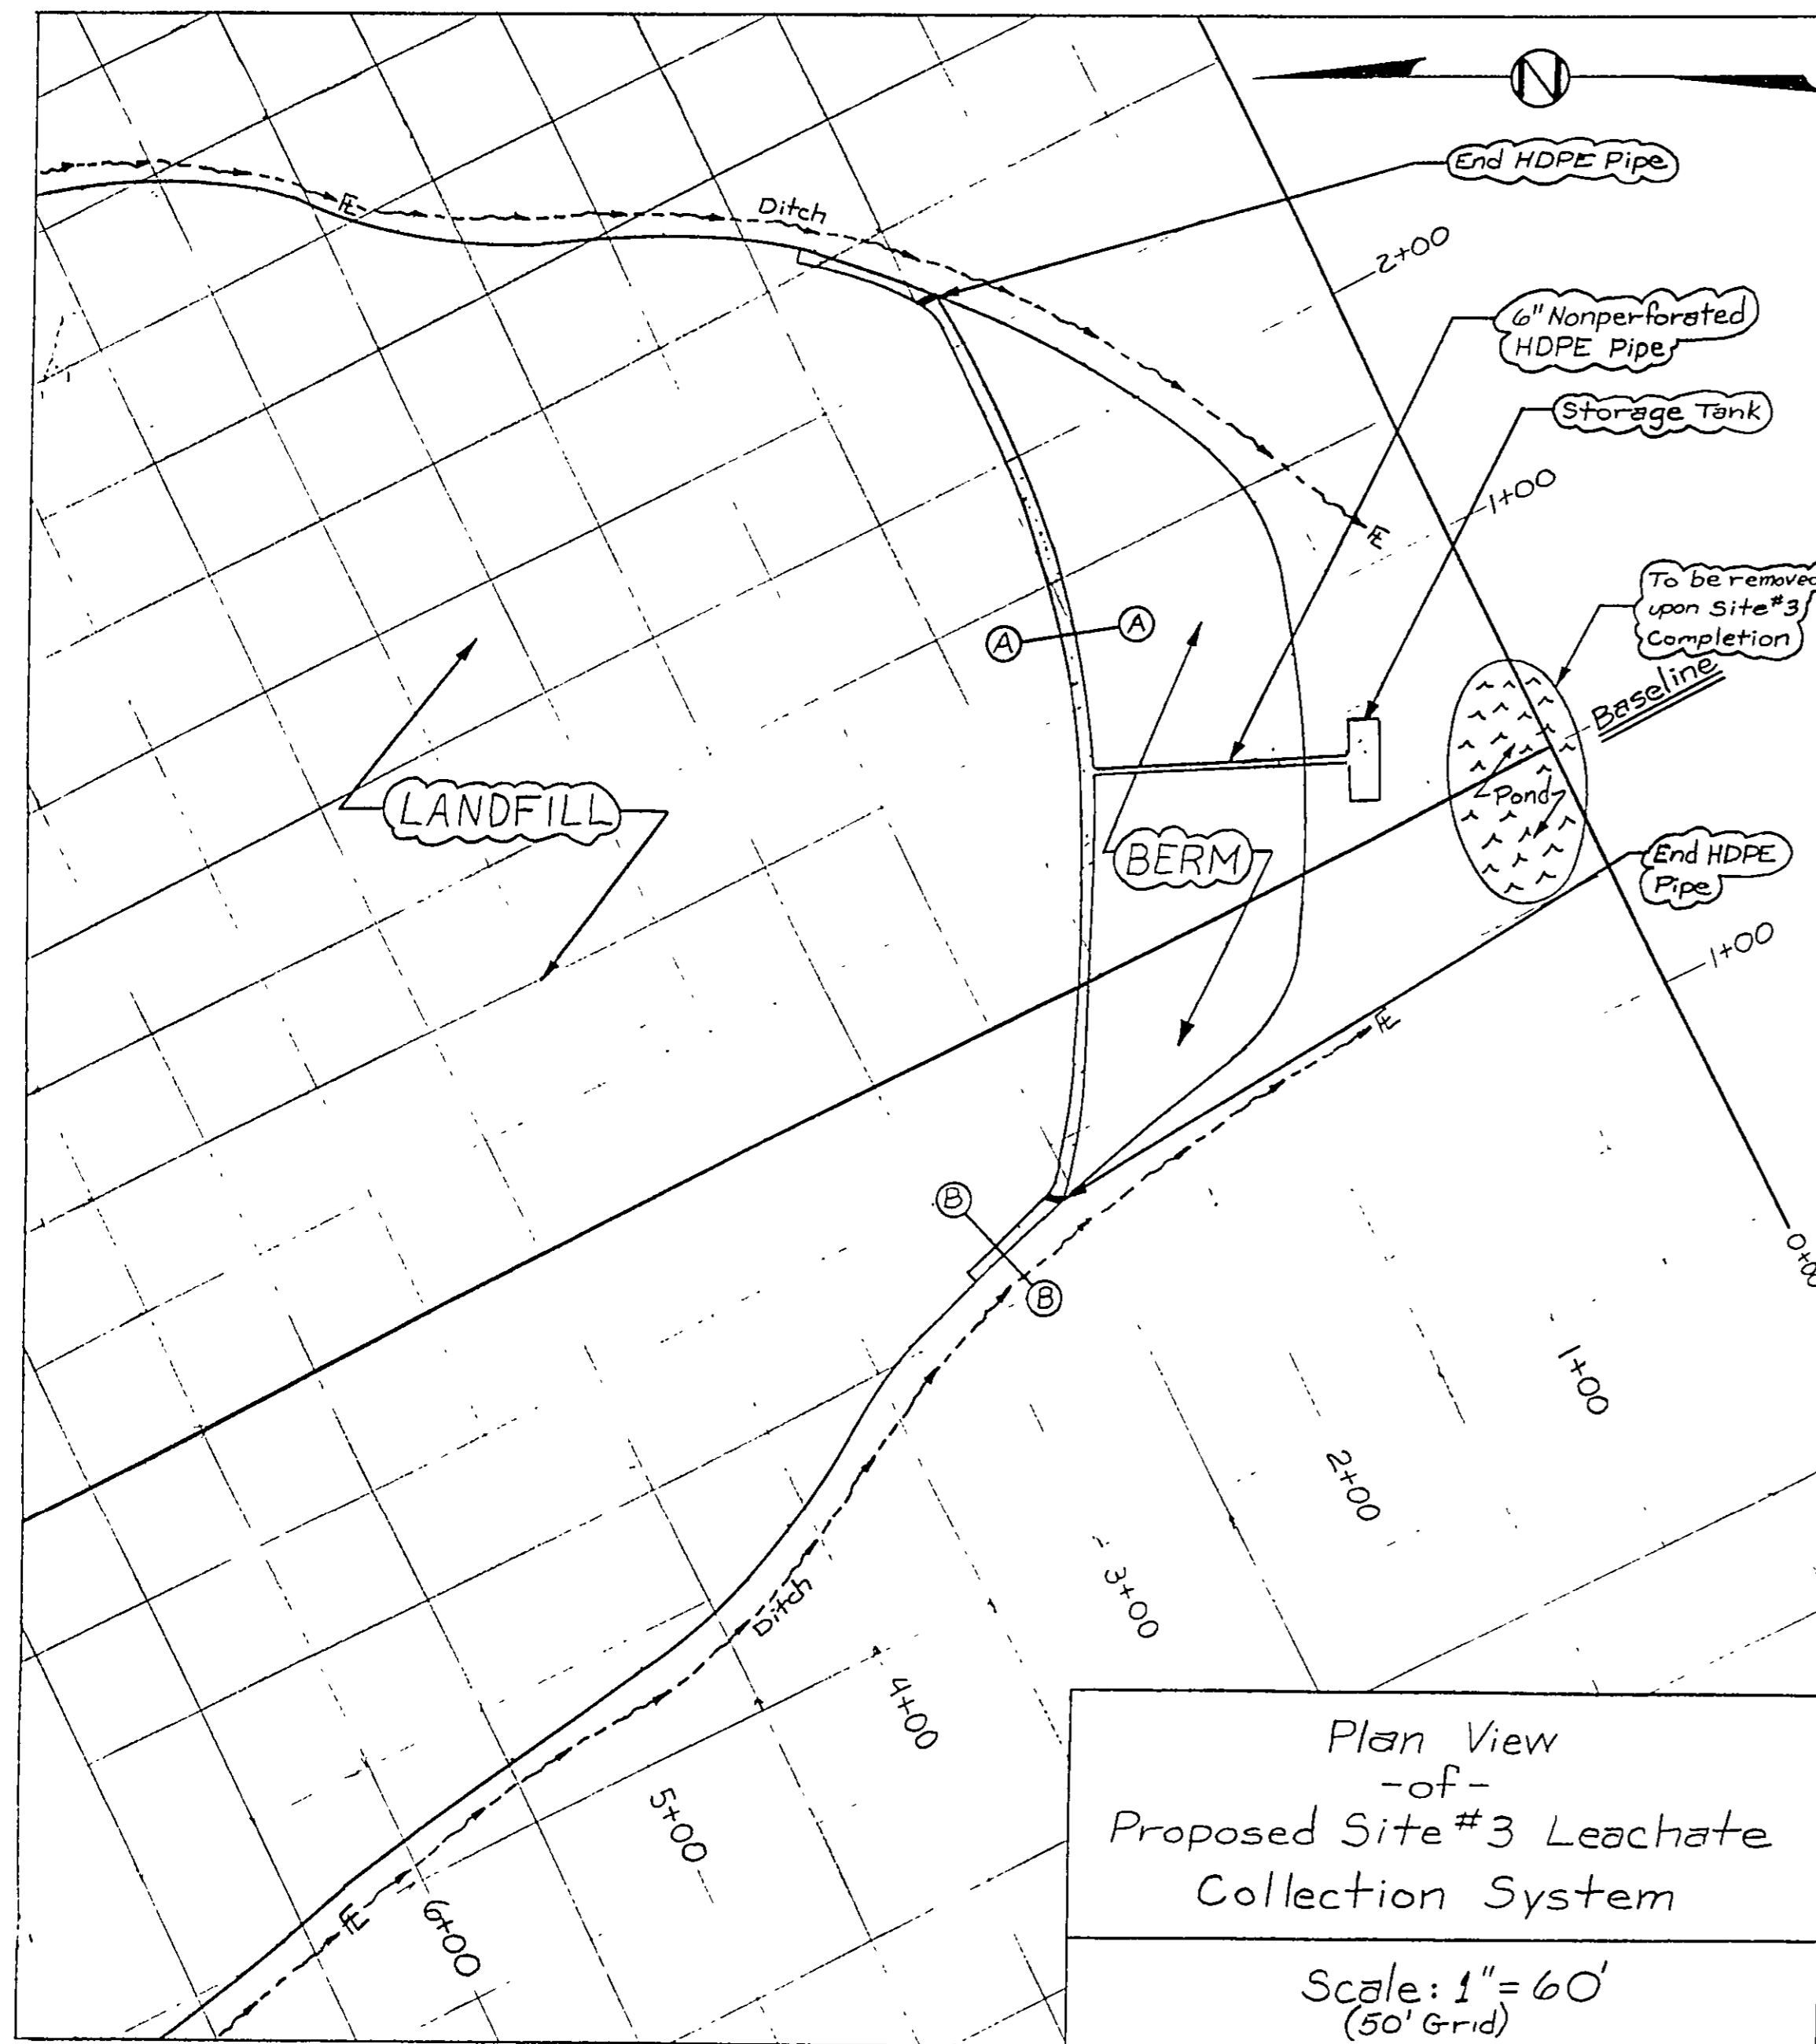 N
End HDPE Pipe
Ditch
2+00
6" Nonperforated
HDPE Pipe
Storage Tank
1+00
To be removed
upon Site #3
Completion
Baseline
A
A
Pond
LANDFILL
BERM
End HDPE
Pipe
1+00
B
B
0+00
1+00
2+00
3+00
Ditch
4+00
5+00
6+00
Plan View
-of-
Proposed Site #3 Leachate
Collection System
Scale: 1"=60'
(50' Grid)